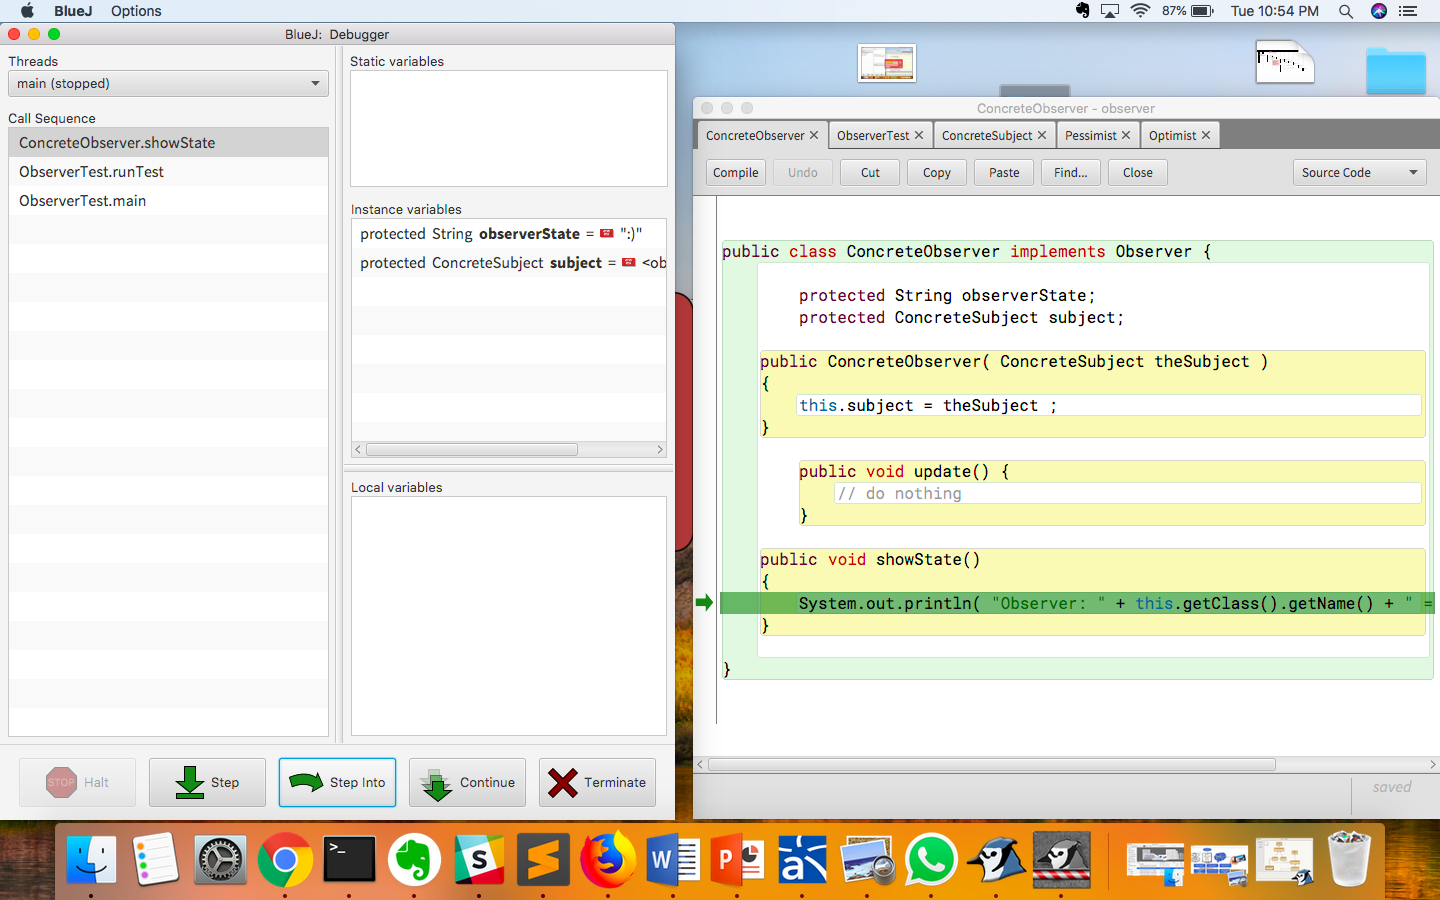 BlueJ Options 87% Tue 10:54 PM
BlueJ: Debugger
Threads
main (stopped)
Call Sequence
ConcreteObserver.showState
ObserverTest.runTest
ObserverTest.main
Static variables
Instance variables
protected String observerState = ":)"
protected ConcreteSubject subject = <ob
Local variables
STOP Halt
Step
Step Into
Continue
Terminate
ConcreteObserver - observer
ConcreteObserver ✕ ObserverTest ✕ ConcreteSubject ✕ Pessimist ✕ Optimist ✕
Compile Undo Cut Copy Paste Find... Close Source Code
public class ConcreteObserver implements Observer {
protected String observerState;
protected ConcreteSubject subject;
public ConcreteObserver( ConcreteSubject theSubject )
{
this.subject = theSubject ;
}
public void update() {
// do nothing
}
public void showState()
{
System.out.println( "Observer: " + this.getClass().getName() + " =
}
}
saved
>_
S
S
W
P